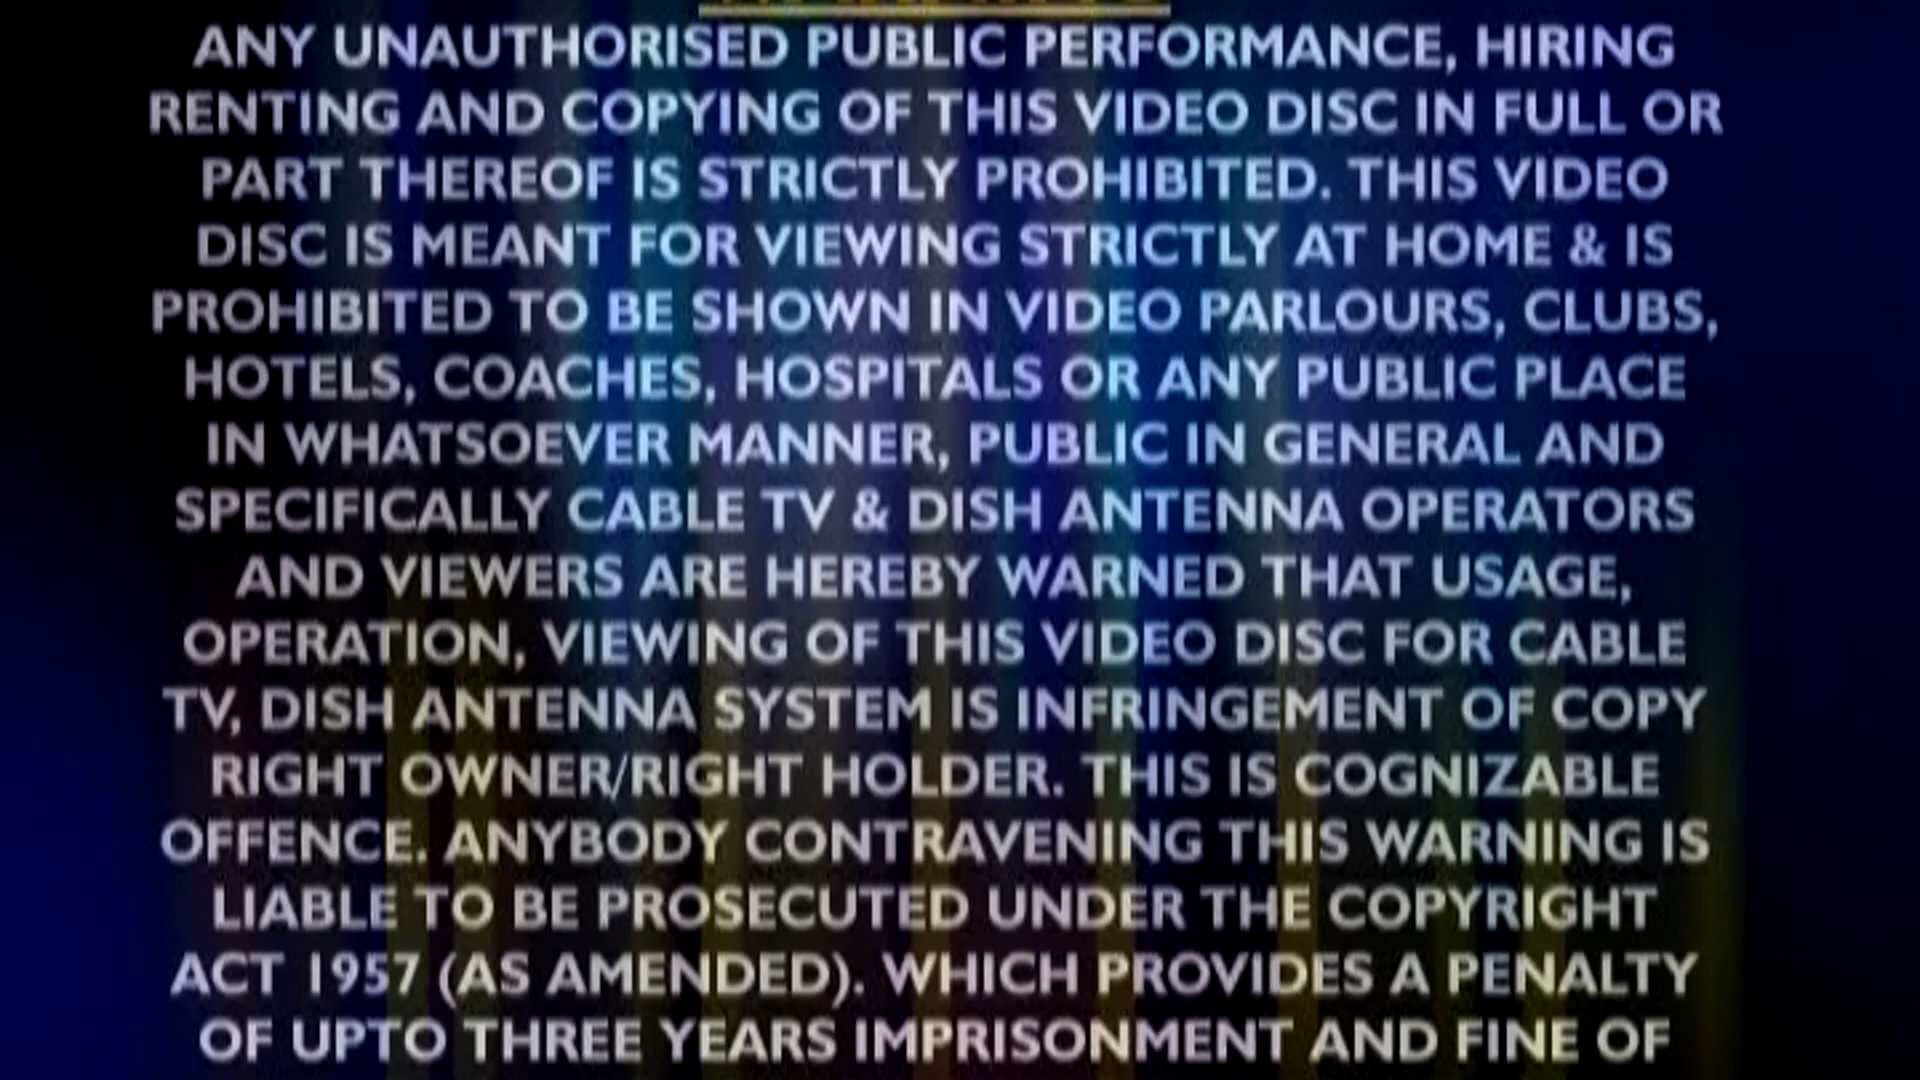 ANY UNAUTHORISED PUBLIC PERFORMANCE, HIRING
RENTING AND COPYING OF THIS VIDEO DISC IN FULL OR
PART THEREOF IS STRICTLY PROHIBITED. THIS VIDEO
DISC IS MEANT FOR VIEWING STRICTLY AT HOME & IS
PROHIBITED TO BE SHOWN IN VIDEO PARLOURS, CLUBS,
HOTELS, COACHES, HOSPITALS OR ANY PUBLIC PLACE
IN WHATSOEVER MANNER, PUBLIC IN GENERAL AND
SPECIFICALLY CABLE TV & DISH ANTENNA OPERATORS
AND VIEWERS ARE HEREBY WARNED THAT USAGE,
OPERATION, VIEWING OF THIS VIDEO DISC FOR CABLE
TV, DISH ANTENNA SYSTEM IS INFRINGEMENT OF COPY
RIGHT OWNER/RIGHT HOLDER. THIS IS COGNIZABLE
OFFENCE. ANYBODY CONTRAVENING THIS WARNING IS
LIABLE TO BE PROSECUTED UNDER THE COPYRIGHT
ACT 1957 (AS AMENDED). WHICH PROVIDES A PENALTY
OF UPTO THREE YEARS IMPRISONMENT AND FINE OF